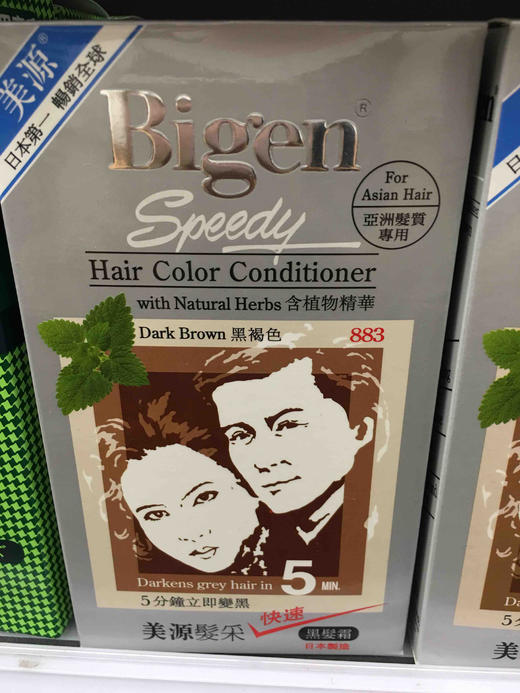 美源®
日本第一 暢銷全球
Bigen®
Speedy
For
Asian Hair
亞洲髮質
專用
Hair Color Conditioner
with Natural Herbs 含植物精華
Dark Brown 黑褐色 883
Darkens grey hair in 5 MIN.
5分鐘立即變黑
美源髮采 快速 黑髮霜
日本製造